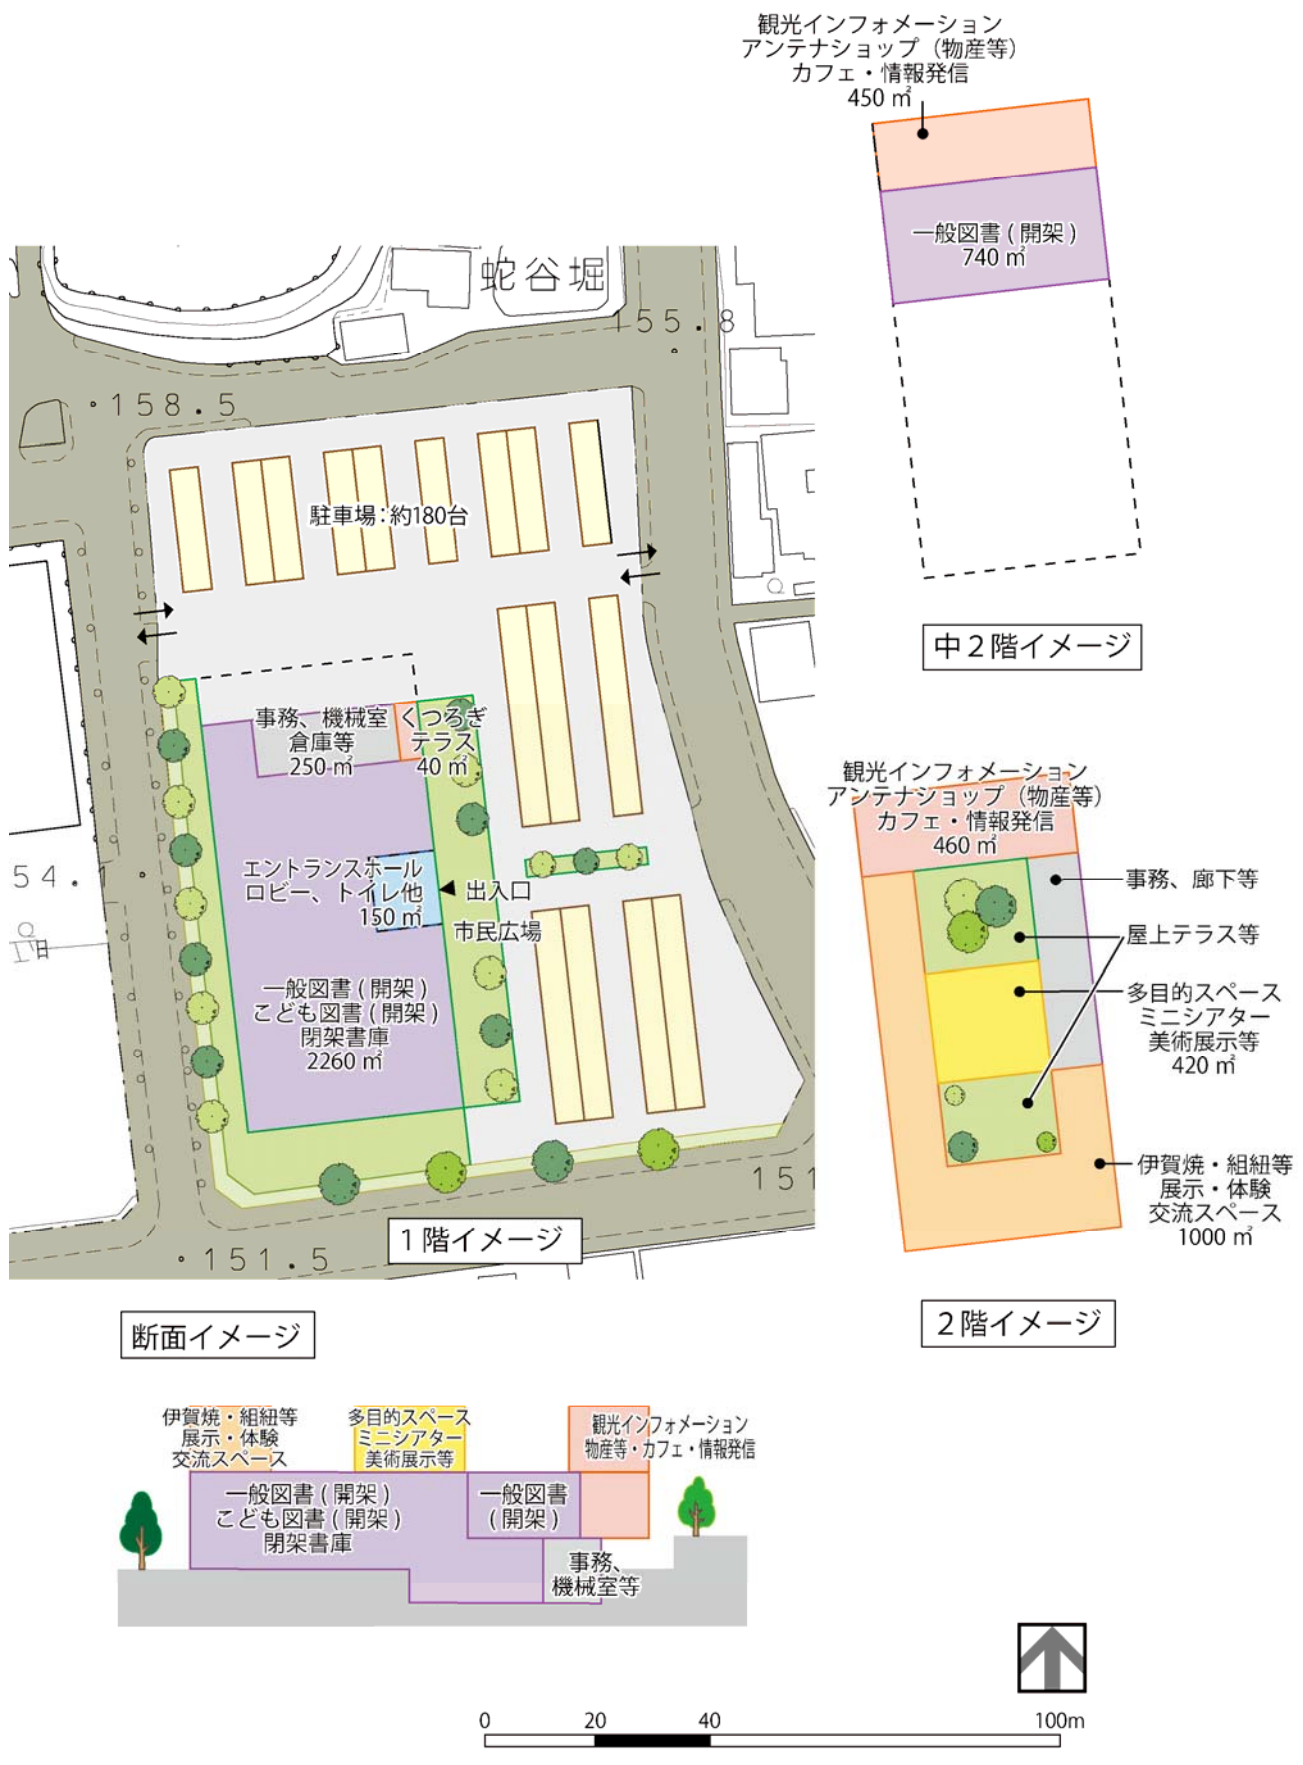 観光インフォメーション
アンテナショップ（物産等）
カフェ・情報発信
450 ㎡
一般図書 ( 開架 )
740 ㎡
中２階イメージ
蛇谷堀
155.8
158.5
駐車場：約180台
事務、機械室
倉庫等
250 ㎡
くつろぎ
テラス
40 ㎡
エントランスホール
ロビー、トイレ他
150 ㎡
出入口
市民広場
一般図書 ( 開架 )
こども図書 ( 開架 )
閉架書庫
2260 ㎡
54.1
151
151.5
１階イメージ
観光インフォメーション
アンテナショップ（物産等）
カフェ・情報発信
460 ㎡
事務、廊下等
屋上テラス等
多目的スペース
ミニシアター
美術展示等
420 ㎡
伊賀焼・組紐等
展示・体験
交流スペース
1000 ㎡
２階イメージ
断面イメージ
伊賀焼・組紐等
展示・体験
交流スペース
多目的スペース
ミニシアター
美術展示等
観光インフォメーション
物産等・カフェ・情報発信
一般図書 ( 開架 )
こども図書 ( 開架 )
閉架書庫
一般図書
( 開架 )
事務、
機械室等
0 20 40 100m